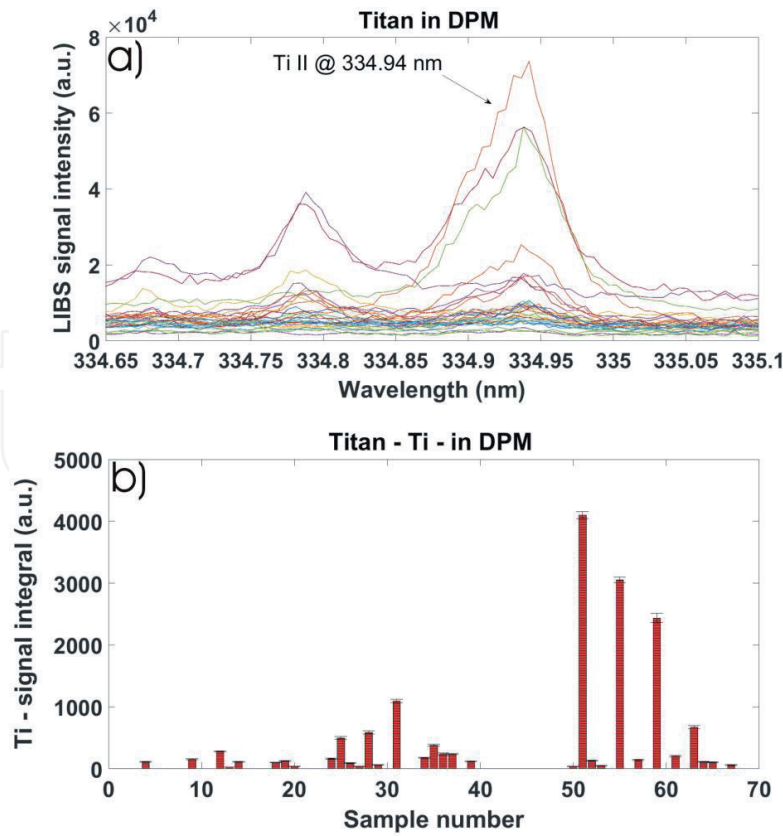 Titan in DPM
×10⁴
a)
Ti II @ 334.94 nm
LIBS signal intensity (a.u.)
8
6
4
2
0
334.65 334.7 334.75 334.8 334.85 334.9 334.95 335 335.05 335.1
Wavelength (nm)
Titan - Ti - in DPM
b)
Ti - signal integral (a.u.)
5000
4000
3000
2000
1000
0
0 10 20 30 40 50 60 70
Sample number